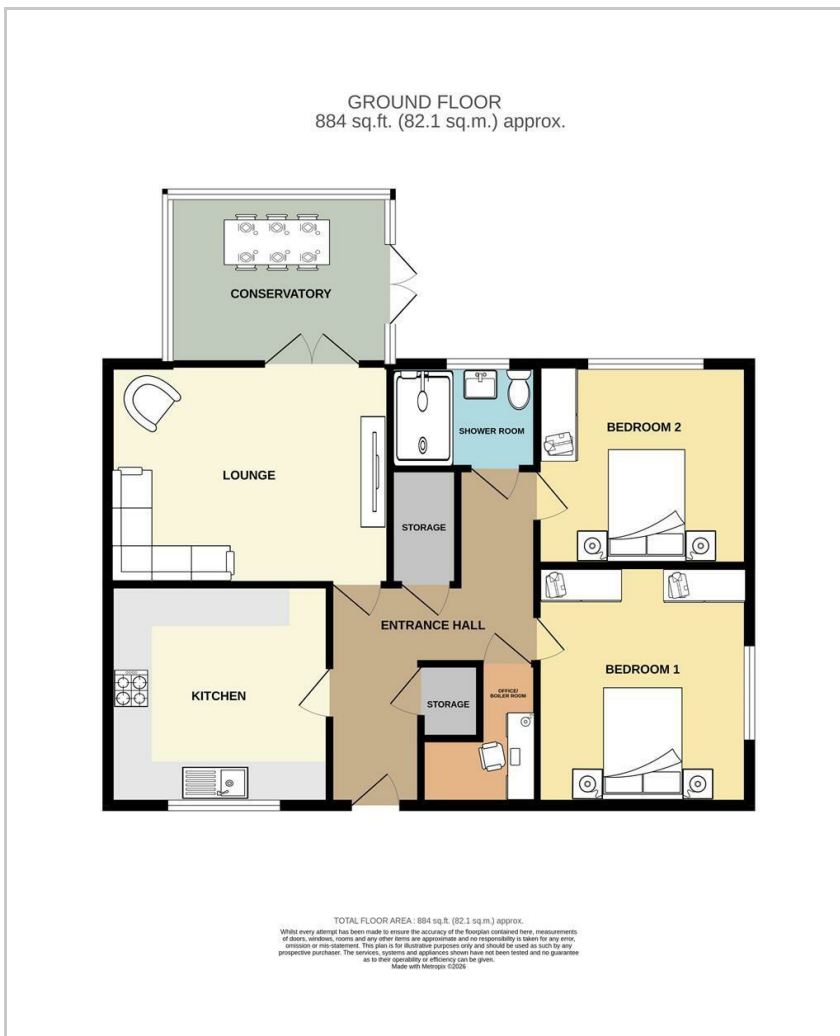 GROUND FLOOR
884 sq.ft. (82.1 sq.m.) approx.
CONSERVATORY
SHOWER ROOM
BEDROOM 2
LOUNGE
STORAGE
ENTRANCE HALL
KITCHEN
STORAGE
OFFICE/
BOILER ROOM
BEDROOM 1
TOTAL FLOOR AREA : 884 sq.ft. (82.1 sq.m.) approx.
Whilst every attempt has been made to ensure the accuracy of the floorplan contained here, measurements
of doors, windows, rooms and any other items are approximate and no responsibility is taken for any error,
omission or mis-statement. This plan is for illustrative purposes only and should be used as such by any
prospective purchaser. The services, systems and appliances shown have not been tested and no guarantee
as to their operability or efficiency can be given.
Made with Metropix ©2026